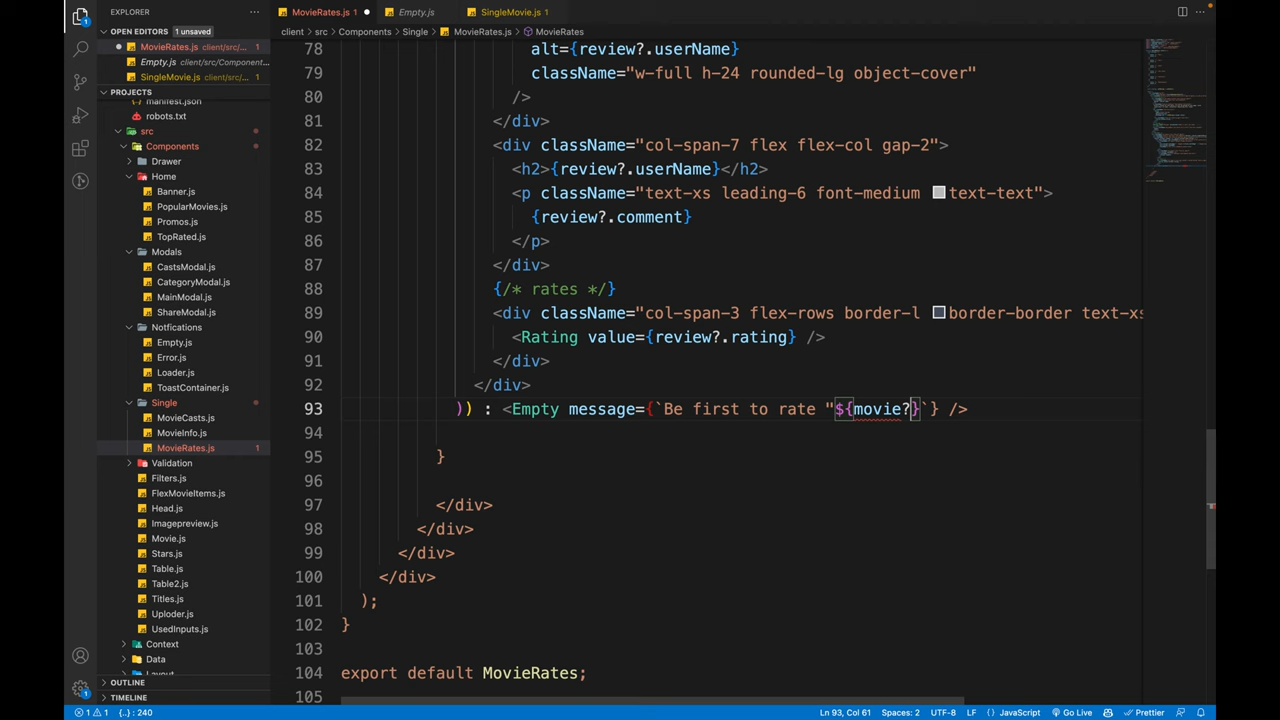 EXPLORER
···
OPEN EDITORS 1 unsaved
MovieRates.js client/src/... 1
Empty.js client/src/Component...
SingleMovie.js client/src/... 1
PROJECTS
manifest.json
robots.txt
src
Components
Drawer
Home
Banner.js
PopularMovies.js
Promos.js
TopRated.js
Modals
CastsModal.js
CategoryModal.js
MainModal.js
ShareModal.js
Notfications
Empty.js
Error.js
Loader.js
ToastContainer.js
Single
MovieCasts.js
MovieInfo.js
MovieRates.js 1
Validation
Filters.js
FlexMovieItems.js
Head.js
Imagepreview.js
Movie.js
Stars.js
Table.js
Table2.js
Titles.js
Uploder.js
UsedInputs.js
Context
Data
OUTLINE
TIMELINE
MovieRates.js 1 Empty.js SingleMovie.js 1
client > src > Components > Single > MovieRates.js > MovieRates
78 alt={review?.userName}
79 className="w-full h-24 rounded-lg object-cover"
80 />
81 </div>
82 <div className="col-span-7 flex flex-col gap-2">
83 <h2>{review?.userName}</h2>
84 <p className="text-xs leading-6 font-medium text-text">
85 {review?.comment}
86 </p>
87 </div>
88 {/* rates */}
89 <div className="col-span-3 flex-rows border-l border-border text-xs
90 <Rating value={review?.rating} />
91 </div>
92 </div>
93 )) : <Empty message={`Be first to rate "${movie?}`} />
94
95 }
96
97 </div>
98 </div>
99 </div>
100 </div>
101 );
102 }
103
104 export default MovieRates;
105
1 1 {..} : 240 Ln 93, Col 61 Spaces: 2 UTF-8 LF {} JavaScript Go Live Prettier